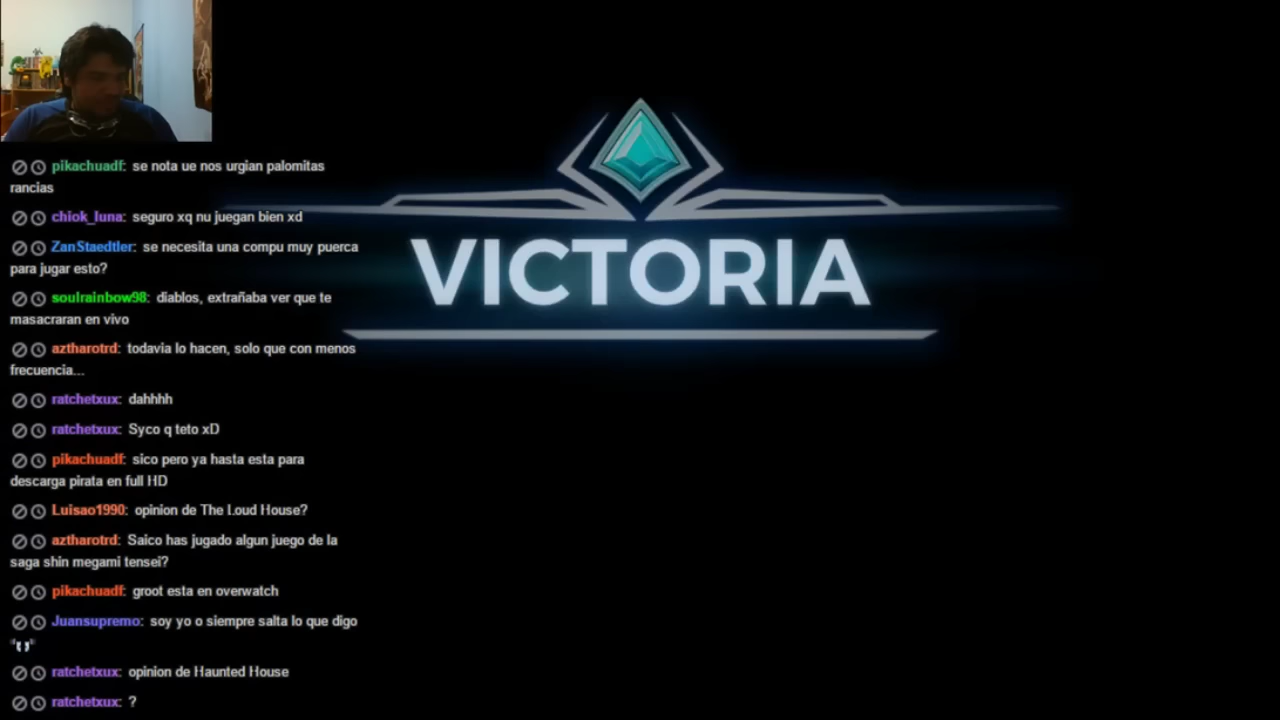 VICTORIA
pikachuadf: se nota ue nos urgian palomitas
rancias
chiok_luna: seguro xq nu juegan bien xd
ZanStaedtler: se necesita una compu muy puerca
para jugar esto?
soulrainbow98: diablos, extrañaba ver que te
masacraran en vivo
aztharotrd: todavia lo hacen, solo que con menos
frecuencia...
ratchetxux: dahhhh
ratchetxux: Syco q teto xD
pikachuadf: sico pero ya hasta esta para
descarga pirata en full HD
Luisao1990: opinion de The Loud House?
aztharotrd: Saico has jugado algun juego de la
saga shin megami tensei?
pikachuadf: groot esta en overwatch
Juansupremo: soy yo o siempre salta lo que digo
ratchetxux: opinion de Haunted House
ratchetxux: ?